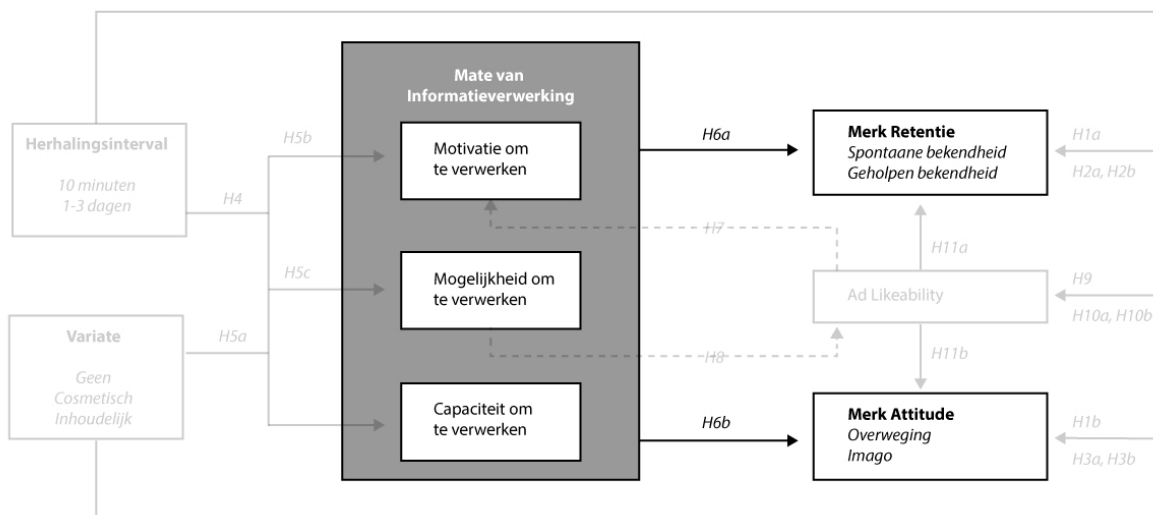 Mate van
Informatieverwerking
Herhalingsinterval
10 minuten
1-3 dagen
H4
H5b
Motivatie om
te verwerken
H6a
Merk Retentie
Spontaane bekendheid
Geholpen bekendheid
H1a
H2a, H2b
H7
H11a
H5c
Mogelijkheid om
te verwerken
Ad Likeability
H9
H10a, H10b
Variate
Geen
Cosmetisch
Inhoudelijk
H5a
H8
H11b
Capaciteit om
te verwerken
H6b
Merk Attitude
Overweging
Imago
H1b
H3a, H3b